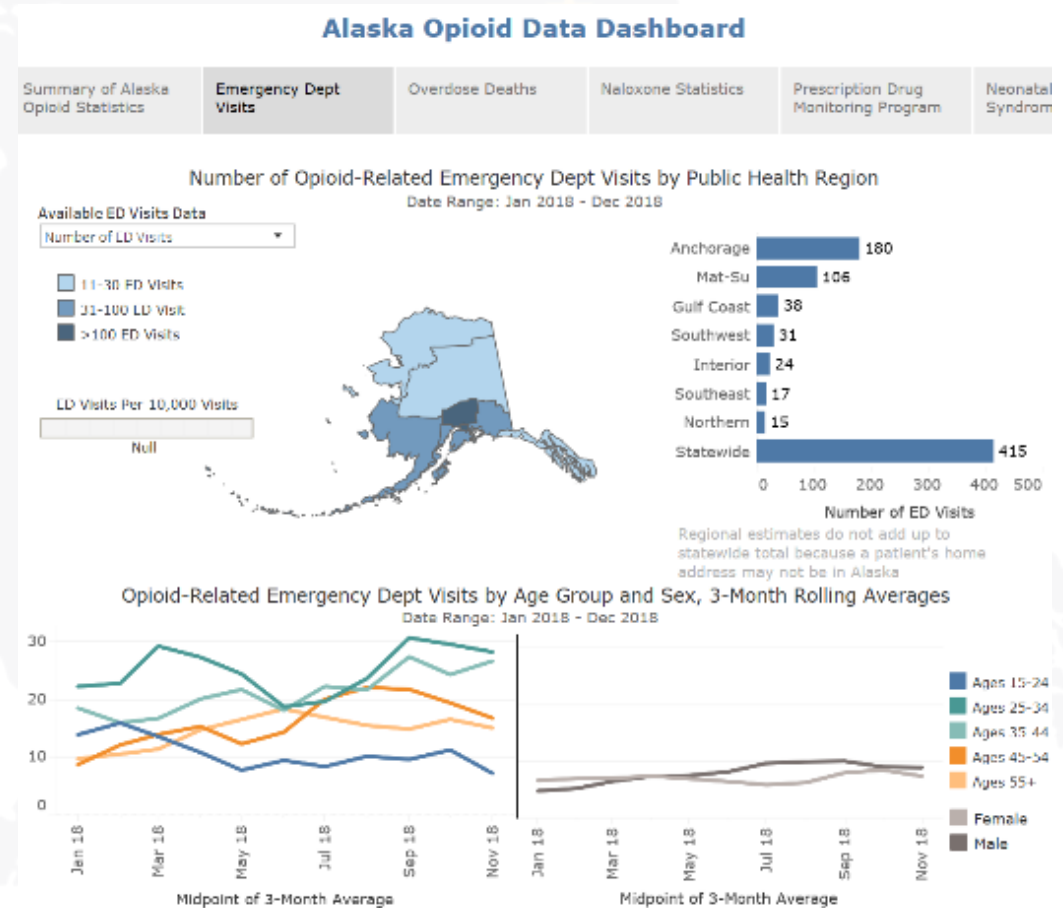 Alaska Opioid Data Dashboard
Summary of Alaska
Opioid Statistics
Emergency Dept
Visits
Overdose Deaths
Naloxone Statistics
Prescription Drug
Monitoring Program
Neonatal
Syndrom
Number of Opioid-Related Emergency Dept Visits by Public Health Region
Date Range: Jan 2018 - Dec 2018
Available ED Visits Data
Number of ED Visits
11-30 ED Visits
31-100 ED Visit
>100 ED Visits
ED Visits Per 10,000 Visits
Null
Anchorage 180
Mat-Su 106
Gulf Coast 38
Southwest 31
Interior 24
Southeast 17
Northern 15
Statewide 415
0 100 200 300 400 500
Number of ED Visits
Regional estimates do not add up to
statewide total because a patient's home
address may not be in Alaska
Opioid-Related Emergency Dept Visits by Age Group and Sex, 3-Month Rolling Averages
Date Range: Jan 2018 - Dec 2018
30
20
10
0
Jan 18 Mar 18 May 18 Jul 18 Sep 18 Nov 18
Midpoint of 3-Month Average
Jan 18 Mar 18 May 18 Jul 18 Sep 18 Nov 18
Midpoint of 3-Month Average
Ages 15-24
Ages 25-34
Ages 35-44
Ages 45-54
Ages 55+
Female
Male